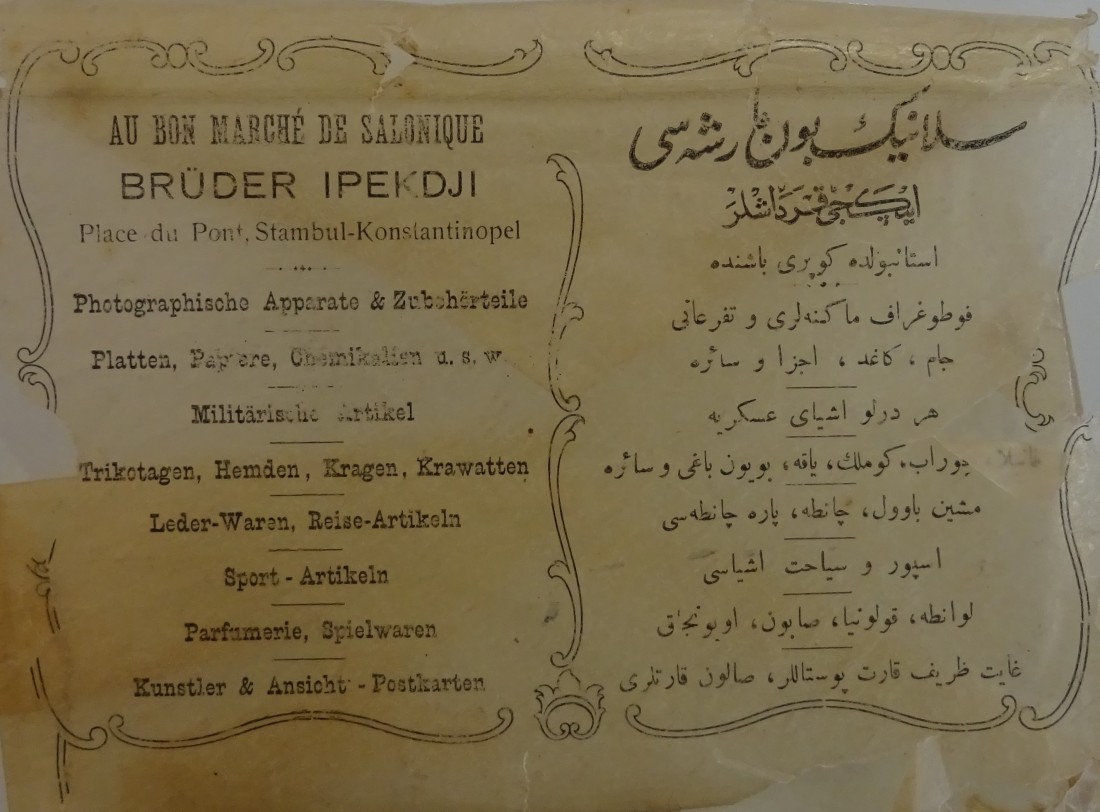 AU BON MARCHÉ DE SALONIQUE
BRÜDER IPEKDJI
Place du Pont, Stambul-Konstantinopel
Photographische Apparate & Zubehörteile
Platten, Papiere, Chemikalien u. s. w.
Militärische Artikel
Trikotagen, Hemden, Kragen, Krawatten
Leder-Waren, Reise-Artikeln
Sport - Artikeln
Parfumerie, Spielwaren
Kunstler & Ansicht - Postkarten
سلانیك بون مارشه سی
ایپكجی قرداشلر
استانبولده كوپری باشنده
فوطوغراف ماكنه‌لری و تفرعاتی
جام ، كاغد ، اجزا و سائره
هر درلو اشیای عسكریه
چوراب، كوملك، یاقه، بویون باغی و سائره
مشین باوول، چانطه، پاره چانطه‌سی
اسپور و سیاحت اشیاسی
لوانطه، قولونیا، صابون، اویونجاق
غایت ظریف قارت پوستاللر، صالون قارتلری